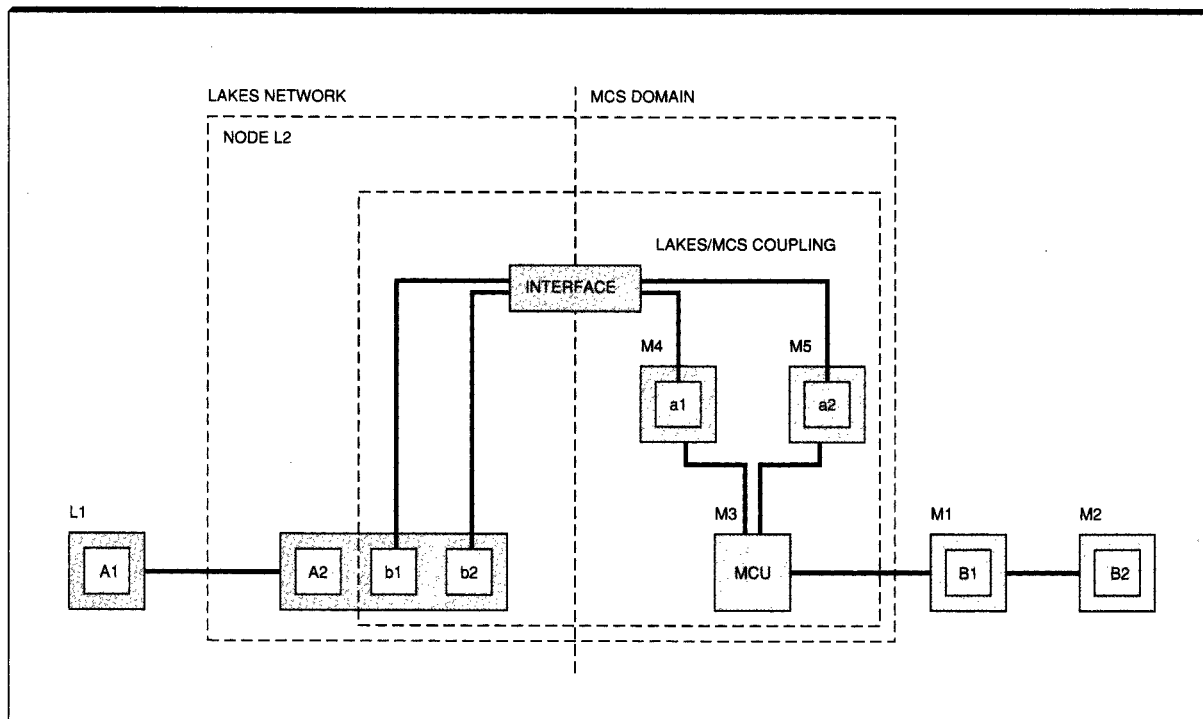 LAKES NETWORK
MCS DOMAIN
NODE L2
LAKES/MCS COUPLING
INTERFACE
M4
M5
a1
a2
L1
M3
M1
M2
A1
A2
b1
b2
MCU
B1
B2